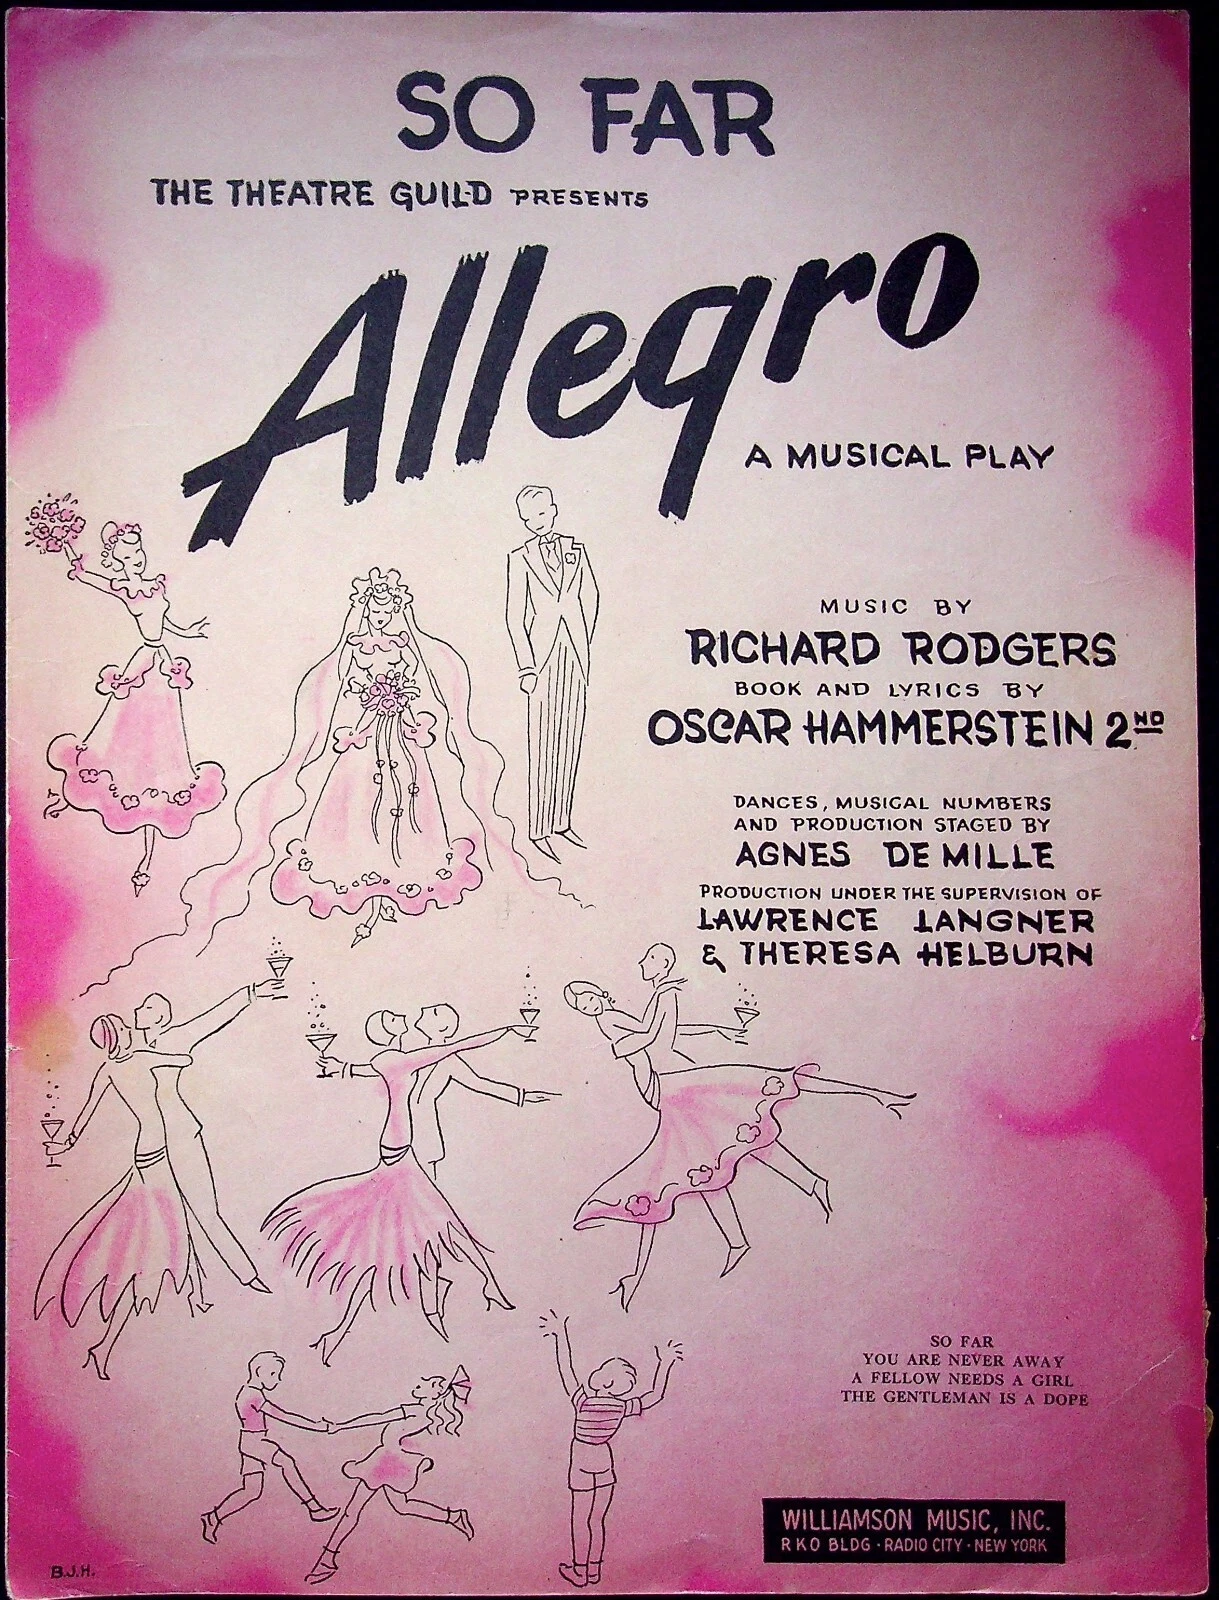 SO FAR
THE THEATRE GUILD PRESENTS
Allegro
A MUSICAL PLAY
MUSIC BY
RICHARD RODGERS
BOOK AND LYRICS BY
OSCAR HAMMERSTEIN 2ND
DANCES, MUSICAL NUMBERS
AND PRODUCTION STAGED BY
AGNES DE MILLE
PRODUCTION UNDER THE SUPERVISION OF
LAWRENCE LANGNER
& THERESA HELBURN
SO FAR
YOU ARE NEVER AWAY
A FELLOW NEEDS A GIRL
THE GENTLEMAN IS A DOPE
WILLIAMSON MUSIC, INC.
RKO BLDG · RADIO CITY · NEW YORK
B.J.H.